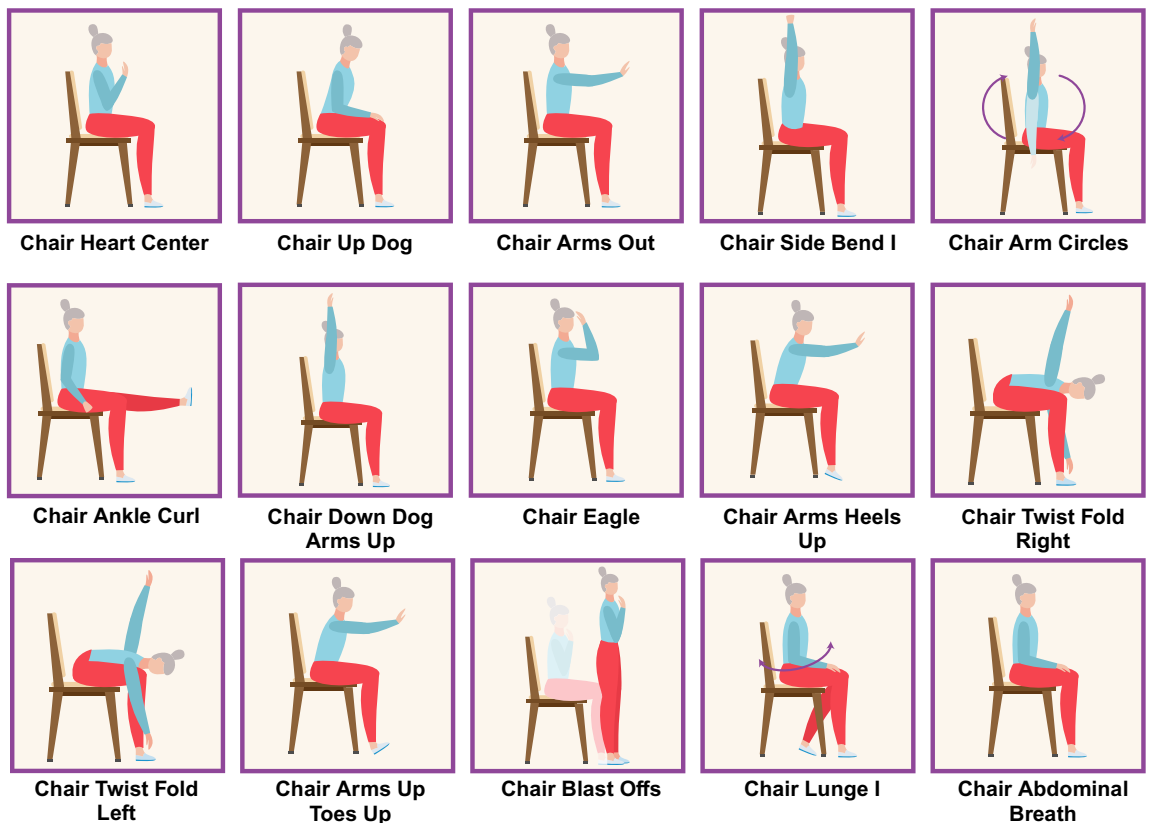 Chair Heart Center
Chair Up Dog
Chair Arms Out
Chair Side Bend I
Chair Arm Circles
Chair Ankle Curl
Chair Down Dog
Arms Up
Chair Eagle
Chair Arms Heels
Up
Chair Twist Fold
Right
Chair Twist Fold
Left
Chair Arms Up
Toes Up
Chair Blast Offs
Chair Lunge I
Chair Abdominal
Breath